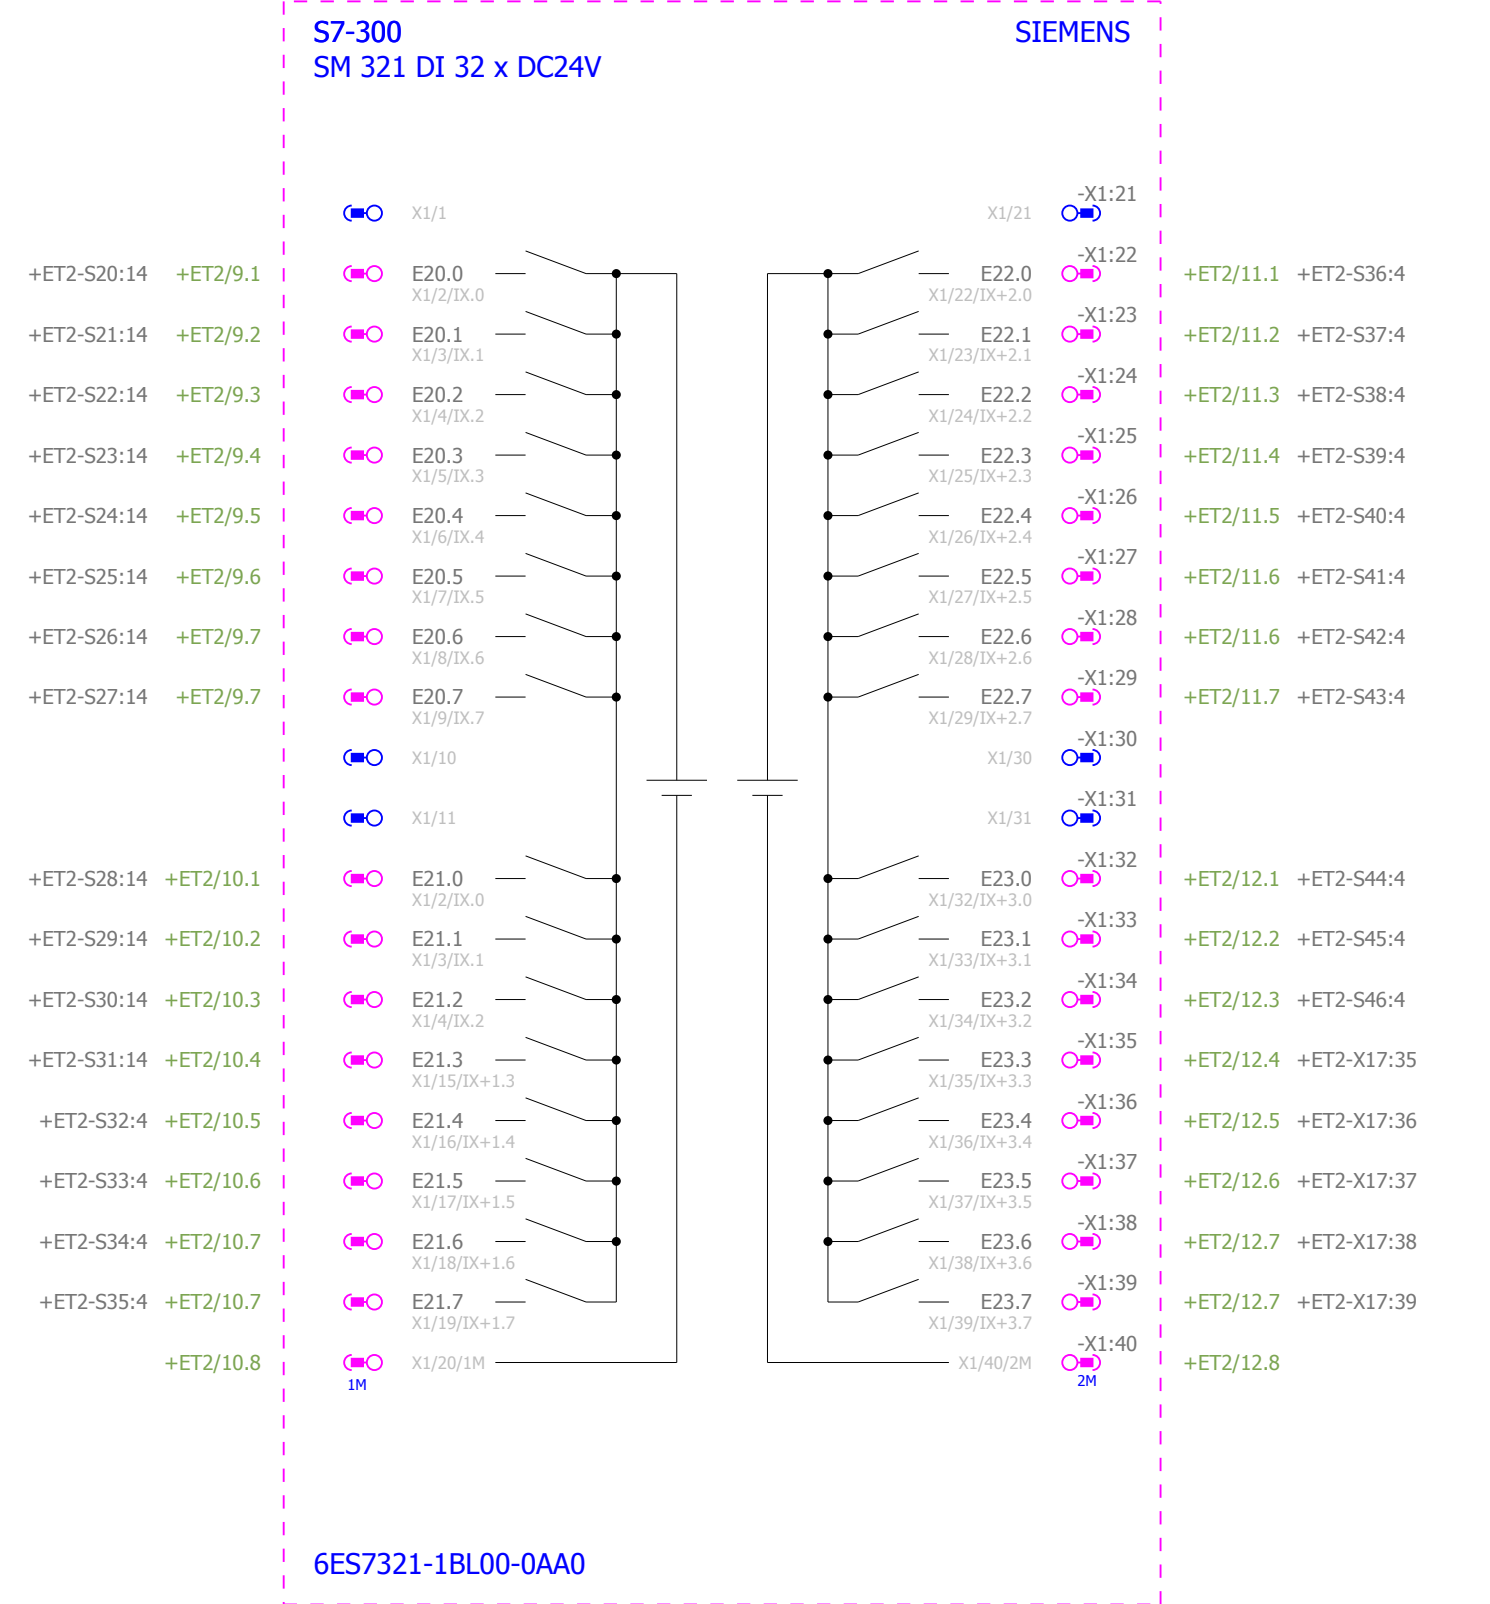 S7-300 SIEMENS
SM 321 DI 32 x DC24V
-X1:21
X1/1 X1/21
-X1:22
+ET2-S20:14 +ET2/9.1 E20.0 E22.0 +ET2/11.1 +ET2-S36:4
X1/2/IX.0 X1/22/IX+2.0
-X1:23
+ET2-S21:14 +ET2/9.2 E20.1 E22.1 +ET2/11.2 +ET2-S37:4
X1/3/IX.1 X1/23/IX+2.1
-X1:24
+ET2-S22:14 +ET2/9.3 E20.2 E22.2 +ET2/11.3 +ET2-S38:4
X1/4/IX.2 X1/24/IX+2.2
-X1:25
+ET2-S23:14 +ET2/9.4 E20.3 E22.3 +ET2/11.4 +ET2-S39:4
X1/5/IX.3 X1/25/IX+2.3
-X1:26
+ET2-S24:14 +ET2/9.5 E20.4 E22.4 +ET2/11.5 +ET2-S40:4
X1/6/IX.4 X1/26/IX+2.4
-X1:27
+ET2-S25:14 +ET2/9.6 E20.5 E22.5 +ET2/11.6 +ET2-S41:4
X1/7/IX.5 X1/27/IX+2.5
-X1:28
+ET2-S26:14 +ET2/9.7 E20.6 E22.6 +ET2/11.6 +ET2-S42:4
X1/8/IX.6 X1/28/IX+2.6
-X1:29
+ET2-S27:14 +ET2/9.7 E20.7 E22.7 +ET2/11.7 +ET2-S43:4
X1/9/IX.7 X1/29/IX+2.7
-X1:30
X1/10 X1/30
-X1:31
X1/11 X1/31
-X1:32
+ET2-S28:14 +ET2/10.1 E21.0 E23.0 +ET2/12.1 +ET2-S44:4
X1/2/IX.0 X1/32/IX+3.0
-X1:33
+ET2-S29:14 +ET2/10.2 E21.1 E23.1 +ET2/12.2 +ET2-S45:4
X1/3/IX.1 X1/33/IX+3.1
-X1:34
+ET2-S30:14 +ET2/10.3 E21.2 E23.2 +ET2/12.3 +ET2-S46:4
X1/4/IX.2 X1/34/IX+3.2
-X1:35
+ET2-S31:14 +ET2/10.4 E21.3 E23.3 +ET2/12.4 +ET2-X17:35
X1/15/IX+1.3 X1/35/IX+3.3
-X1:36
+ET2-S32:4 +ET2/10.5 E21.4 E23.4 +ET2/12.5 +ET2-X17:36
X1/16/IX+1.4 X1/36/IX+3.4
-X1:37
+ET2-S33:4 +ET2/10.6 E21.5 E23.5 +ET2/12.6 +ET2-X17:37
X1/17/IX+1.5 X1/37/IX+3.5
-X1:38
+ET2-S34:4 +ET2/10.7 E21.6 E23.6 +ET2/12.7 +ET2-X17:38
X1/18/IX+1.6 X1/38/IX+3.6
-X1:39
+ET2-S35:4 +ET2/10.7 E21.7 E23.7 +ET2/12.7 +ET2-X17:39
X1/19/IX+1.7 X1/39/IX+3.7
-X1:40
+ET2/10.8 X1/20/1M X1/40/2M +ET2/12.8
1M 2M
6ES7321-1BL00-0AA0